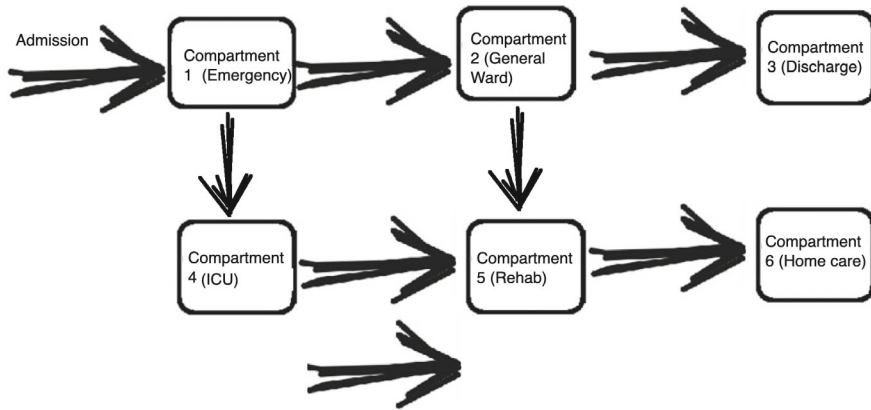 Admission
Compartment
1 (Emergency)
Compartment
2 (General
Ward)
Compartment
3 (Discharge)
Compartment
4 (ICU)
Compartment
5 (Rehab)
Compartment
6 (Home care)